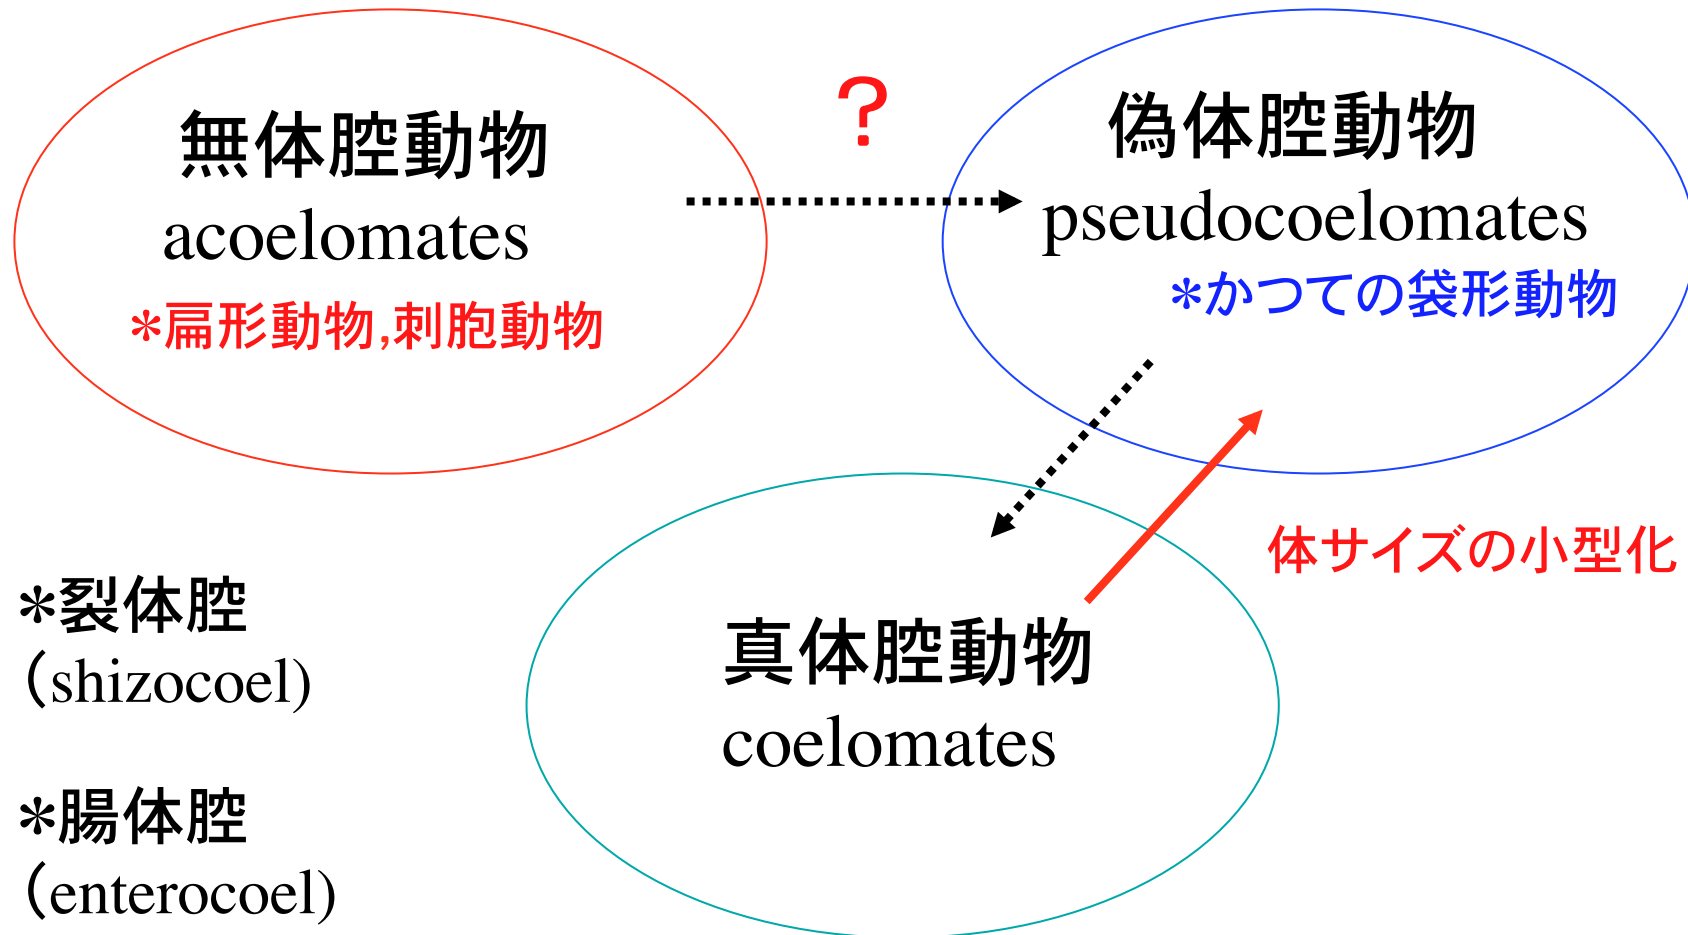 無体腔動物
acoelomates
*扁形動物,刺胞動物
?
偽体腔動物
pseudocoelomates
*かつての袋形動物
体サイズの小型化
真体腔動物
coelomates
*裂体腔
(shizocoel)
*腸体腔
(enterocoel)